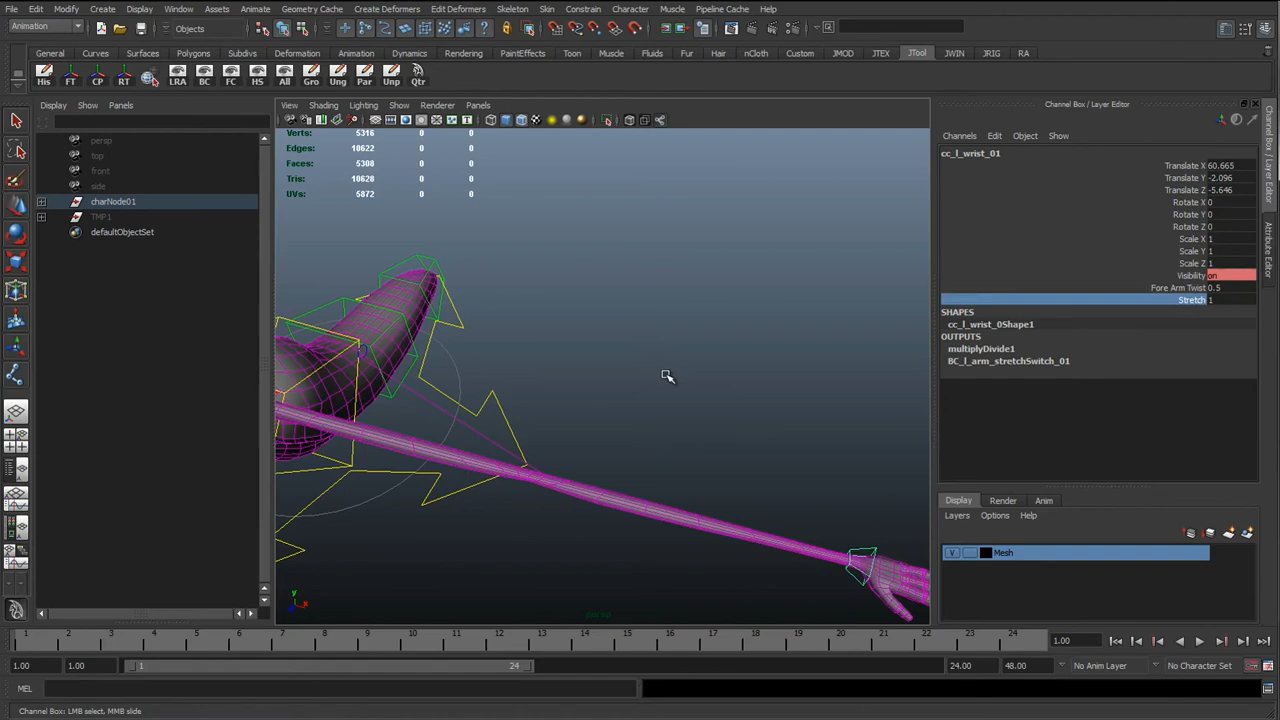 File Edit Modify Create Display Window Assets Animate Geometry Cache Create Deformers Edit Deformers Skeleton Skin Constrain Character Muscle Pipeline Cache Help
Animation Objects
General Curves Surfaces Polygons Subdivs Deformation Animation Dynamics Rendering PaintEffects Toon Muscle Fluids Fur Hair nCloth Custom JMOD JTEX JTool JWIN JRIG RA
His FT CP RT LRA BC FC HS All Gro Ung Par Unp Qtr
Display Show Panels
persp
top
front
side
charNode01
TMP1
defaultObjectSet
View Shading Lighting Show Renderer Panels
Verts: 5316 0 0
Edges: 10622 0 0
Faces: 5308 0 0
Tris: 10628 0 0
UVs: 5872 0 0
y
x
z
persp
Channel Box / Layer Editor
Channels Edit Object Show
cc_l_wrist_01
Translate X 60.665
Translate Y -2.096
Translate Z -5.646
Rotate X 0
Rotate Y 0
Rotate Z 0
Scale X 1
Scale Y 1
Scale Z 1
Visibility on
Fore Arm Twist 0.5
Stretch 1
SHAPES
cc_l_wrist_0Shape1
OUTPUTS
multiplyDivide1
BC_l_arm_stretchSwitch_01
Channel Box / Layer Editor
Attribute Editor
Display Render Anim
Layers Options Help
V Mesh
1 2 3 4 5 6 7 8 9 10 11 12 13 14 15 16 17 18 19 20 21 22 23 24 1.00
1.00 1.00 1 24 24.00 48.00 No Anim Layer No Character Set
MEL
Channel Box: LMB select, MMB slide